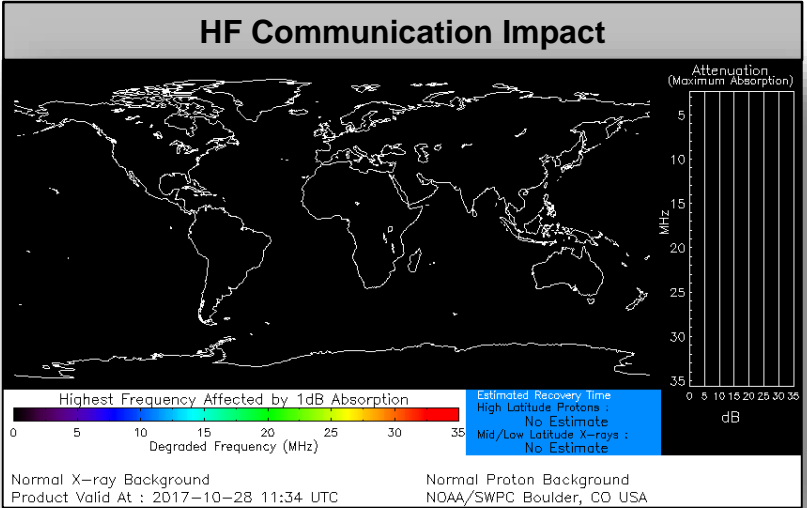 HF Communication Impact
Attenuation
(Maximum Absorption)
5
10
15
20
25
30
35
MHz
0 5 10 15 20 25 30 35
dB
Highest Frequency Affected by 1dB Absorption
0 5 10 15 20 25 30 35
Degraded Frequency (MHz)
Estimated Recovery Time
High Latitude Protons :
No Estimate
Mid/Low Latitude X-rays :
No Estimate
Normal X-ray Background
Product Valid At : 2017-10-28 11:34 UTC
Normal Proton Background
NOAA/SWPC Boulder, CO USA